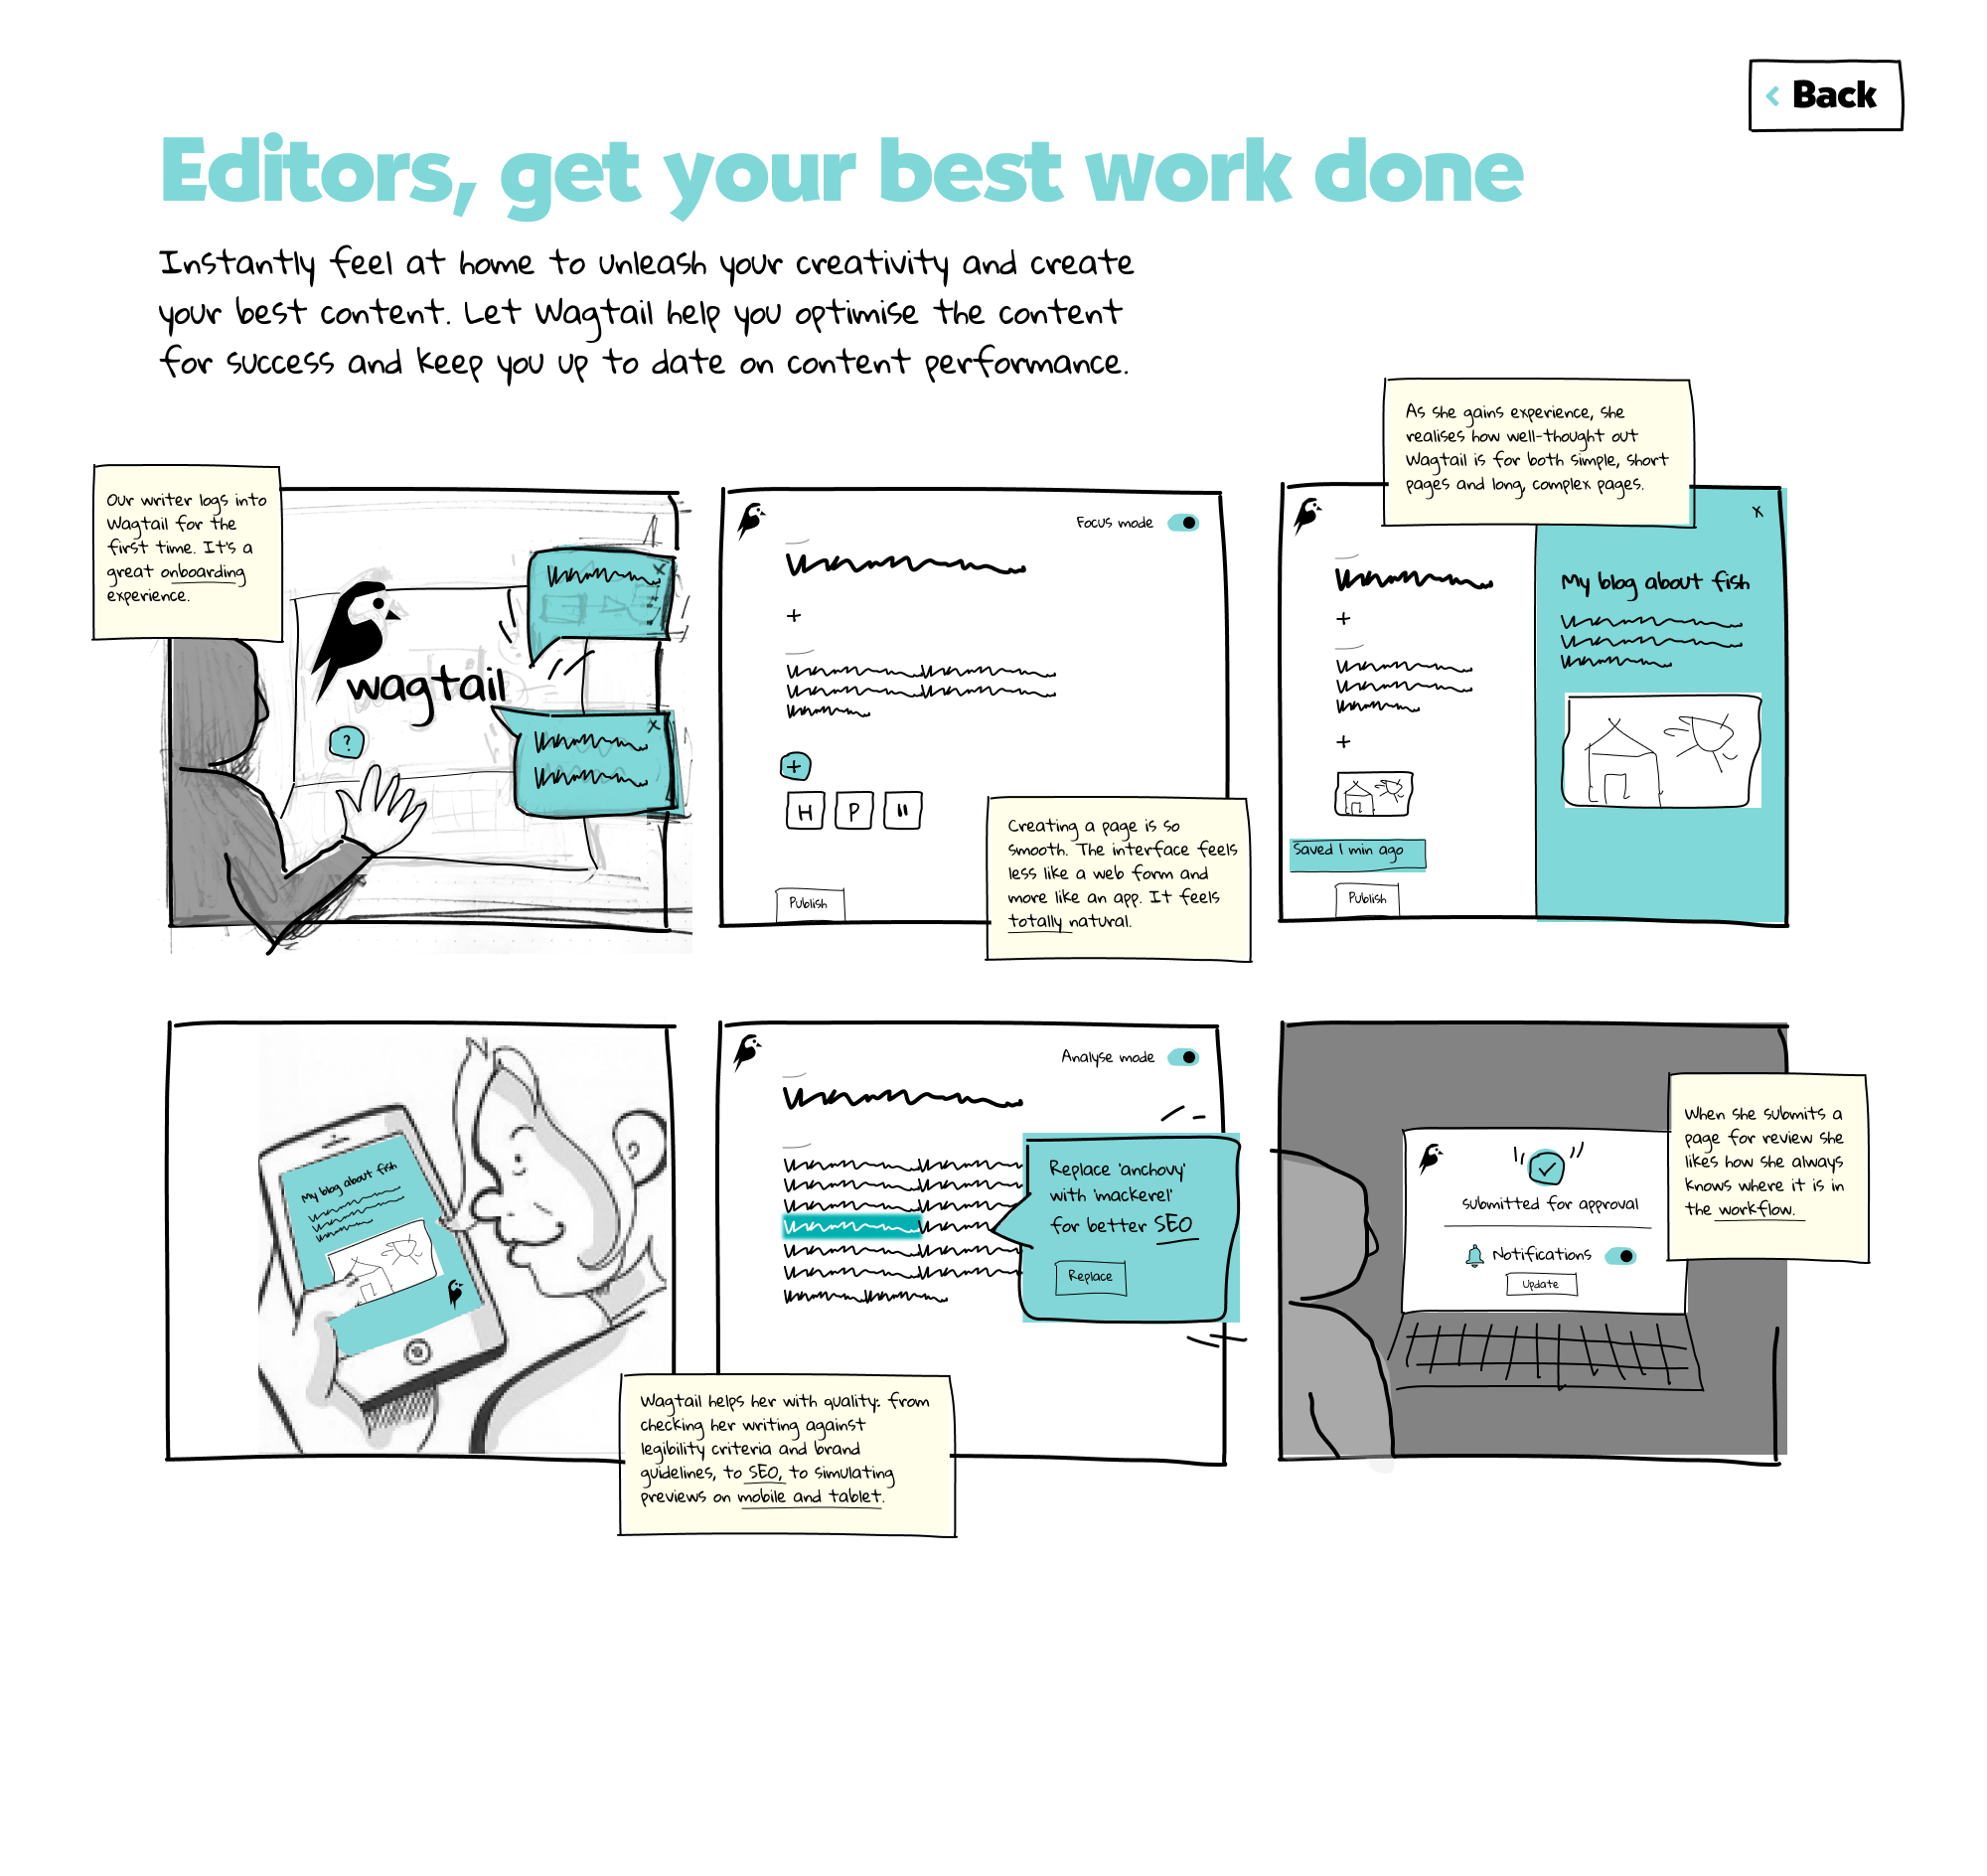 Back
Editors, get your best work done
Instantly feel at home to unleash your creativity and create
your best content. Let Wagtail help you optimise the content
for success and keep you up to date on content performance.
Our writer logs into
Wagtail for the
first time. It's a
great onboarding
experience.
wagtail
x
x
?
Focus mode
+
+
H P "
Publish
Creating a page is so
smooth. The interface feels
less like a web form and
more like an app. It feels
totally natural.
As she gains experience, she
realises how well-thought out
Wagtail is for both simple, short
pages and long, complex pages.
x
My blog about fish
+
+
Saved 1 min ago
Publish
My blog about fish
Wagtail helps her with quality: from
checking her writing against
legibility criteria and brand
guidelines, to SEO, to simulating
previews on mobile and tablet.
Analyse mode
Replace 'anchovy'
with 'mackerel'
for better SEO
Replace
When she submits a
page for review she
likes how she always
knows where it is in
the workflow.
submitted for approval
Notifications
Update